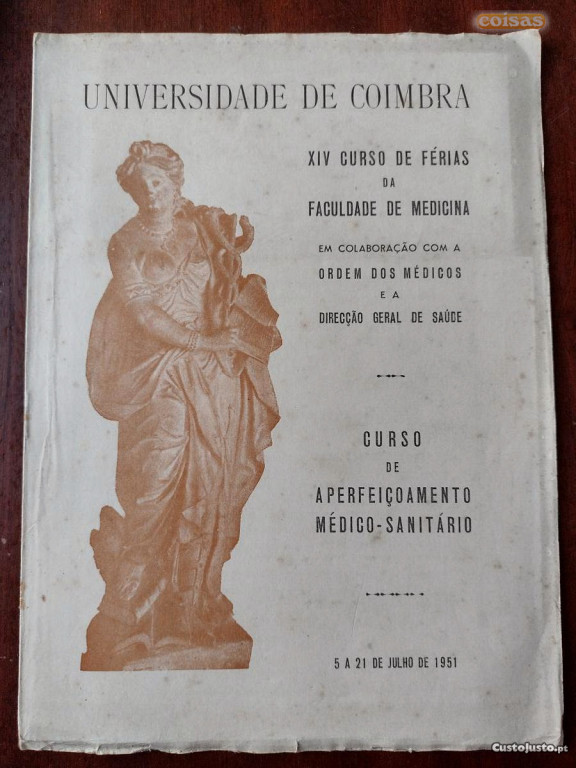 coisas
UNIVERSIDADE DE COIMBRA
XIV CURSO DE FÉRIAS
DA
FACULDADE DE MEDICINA
EM COLABORAÇÃO COM A
ORDEM DOS MÉDICOS
E A
DIRECÇÃO GERAL DE SAÚDE
CURSO
DE
APERFEIÇOAMENTO
MÉDICO-SANITÁRIO
5 A 21 DE JULHO DE 1951
CustoJusto.pt